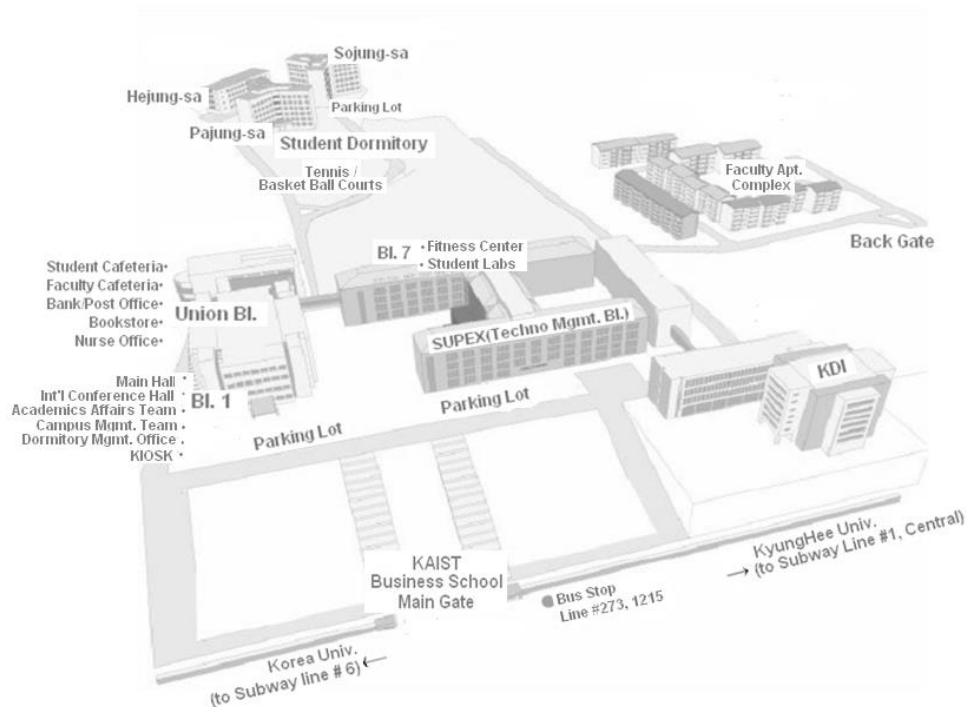 Sojung-sa
Hejung-sa
Parking Lot
Pajung-sa
Student Dormitory
Tennis /
Basket Ball Courts
Faculty Apt.
Complex
Back Gate
Bl. 7
•Fitness Center
•Student Labs
Student Cafeteria•
Faculty Cafeteria•
Bank/Post Office•
Bookstore•
Nurse Office•
Union Bl.
SUPEX(Techno Mgmt. Bl.)
KDI
Main Hall•
Int'l Conference Hall•
Academics Affairs Team•
Campus Mgmt. Team•
Dormitory Mgmt. Office•
KIOSK•
Bl. 1
Parking Lot
Parking Lot
KAIST
Business School
Main Gate
Bus Stop
Line #273, 1215
KyungHee Univ.
(to Subway Line #1, Central)
→
Korea Univ.
←
(to Subway line # 6)